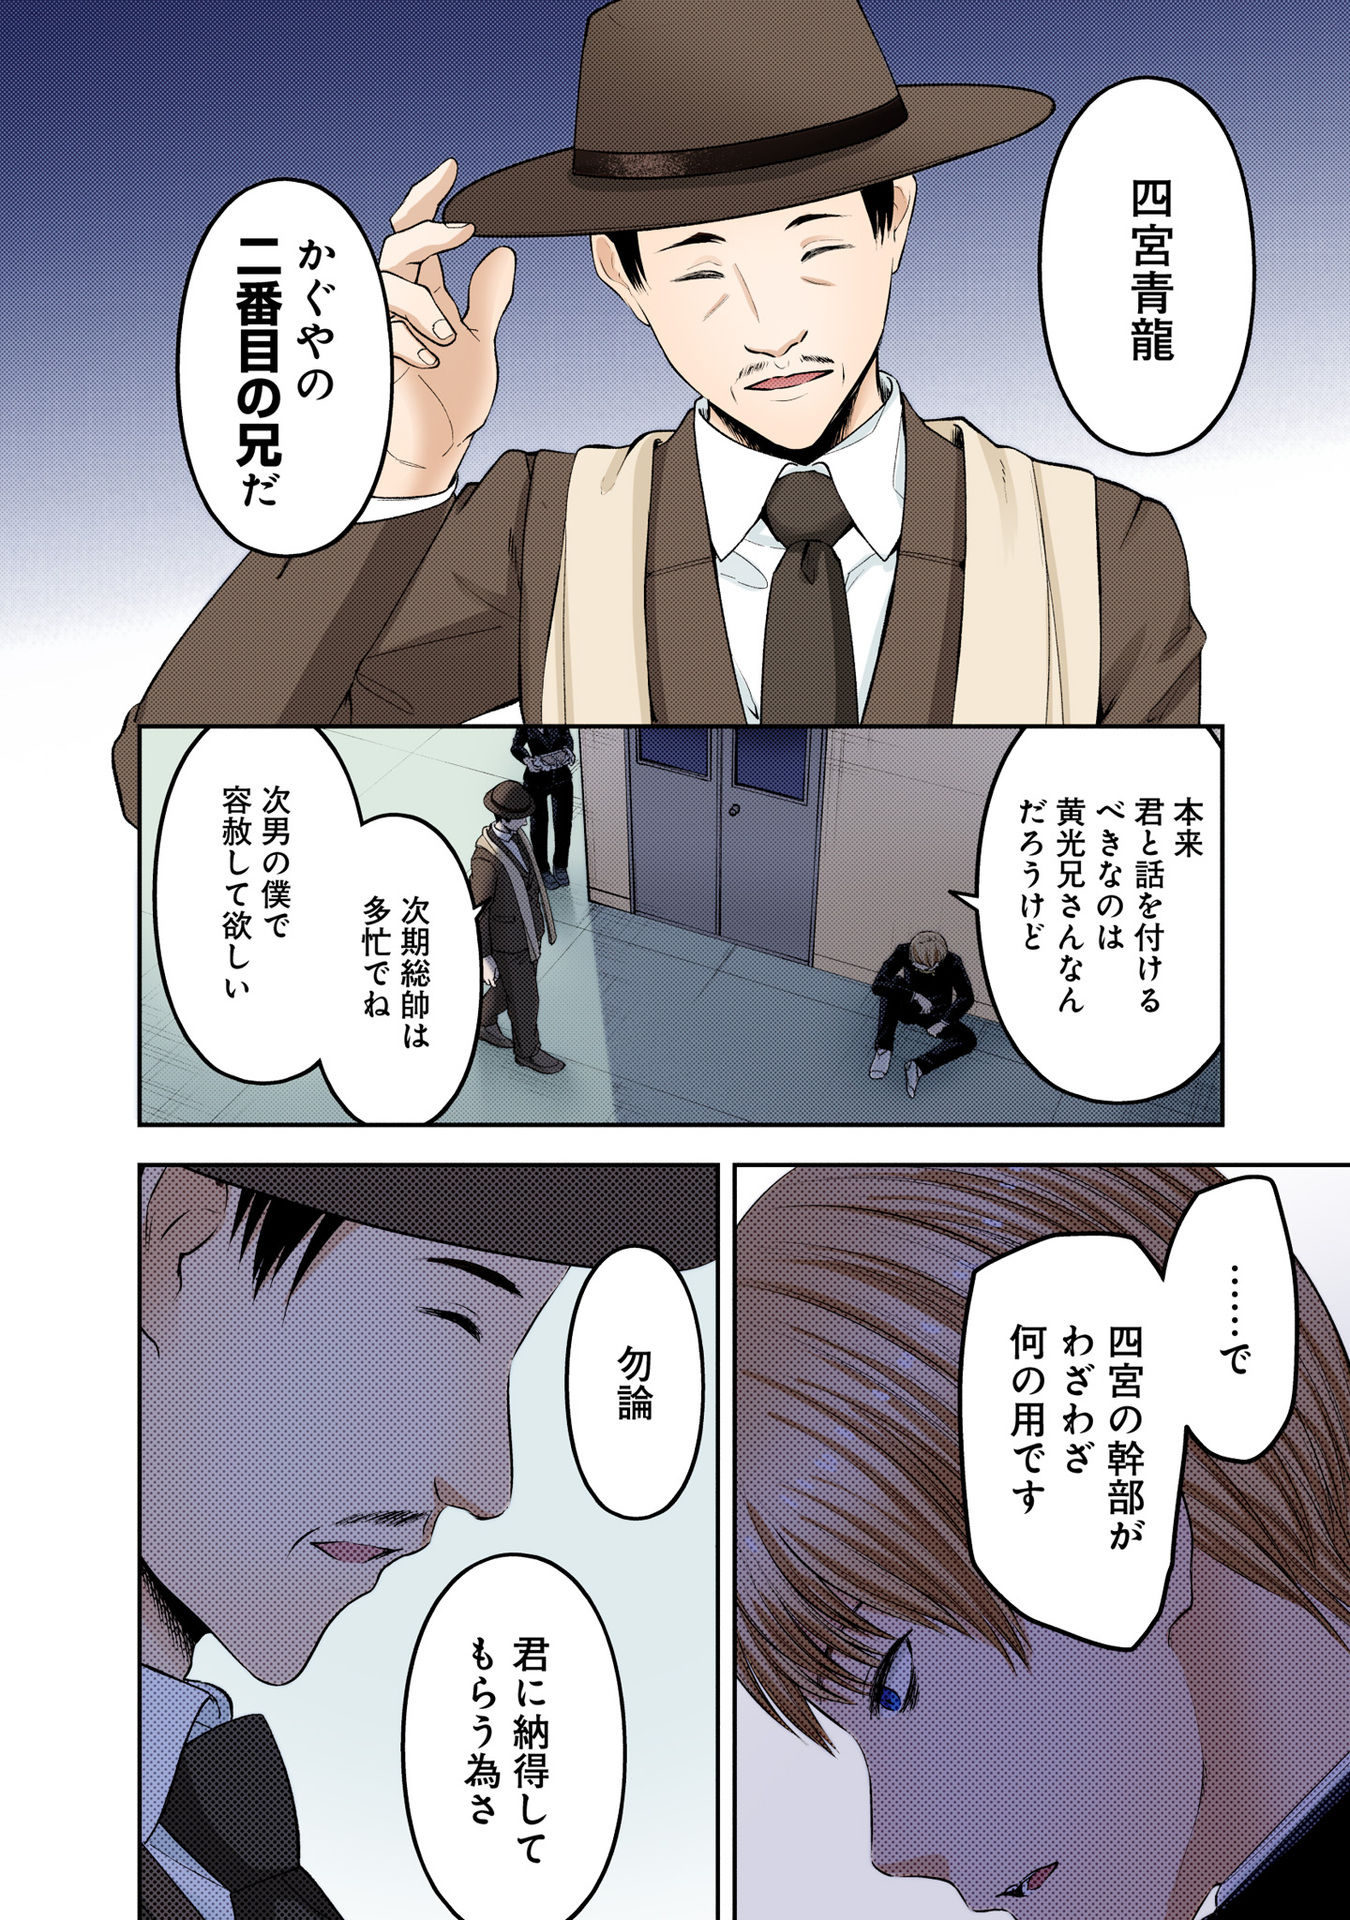 四宮青龍
かぐやの
二番目の兄だ
本来
君と話を付ける
べきなのは
黄光兄さんなん
だろうけど
次期総帥は
多忙でね
次男の僕で
容赦して欲しい
……で
四宮の幹部が
わざわざ
何の用です
勿論
君に納得して
もらう為さ